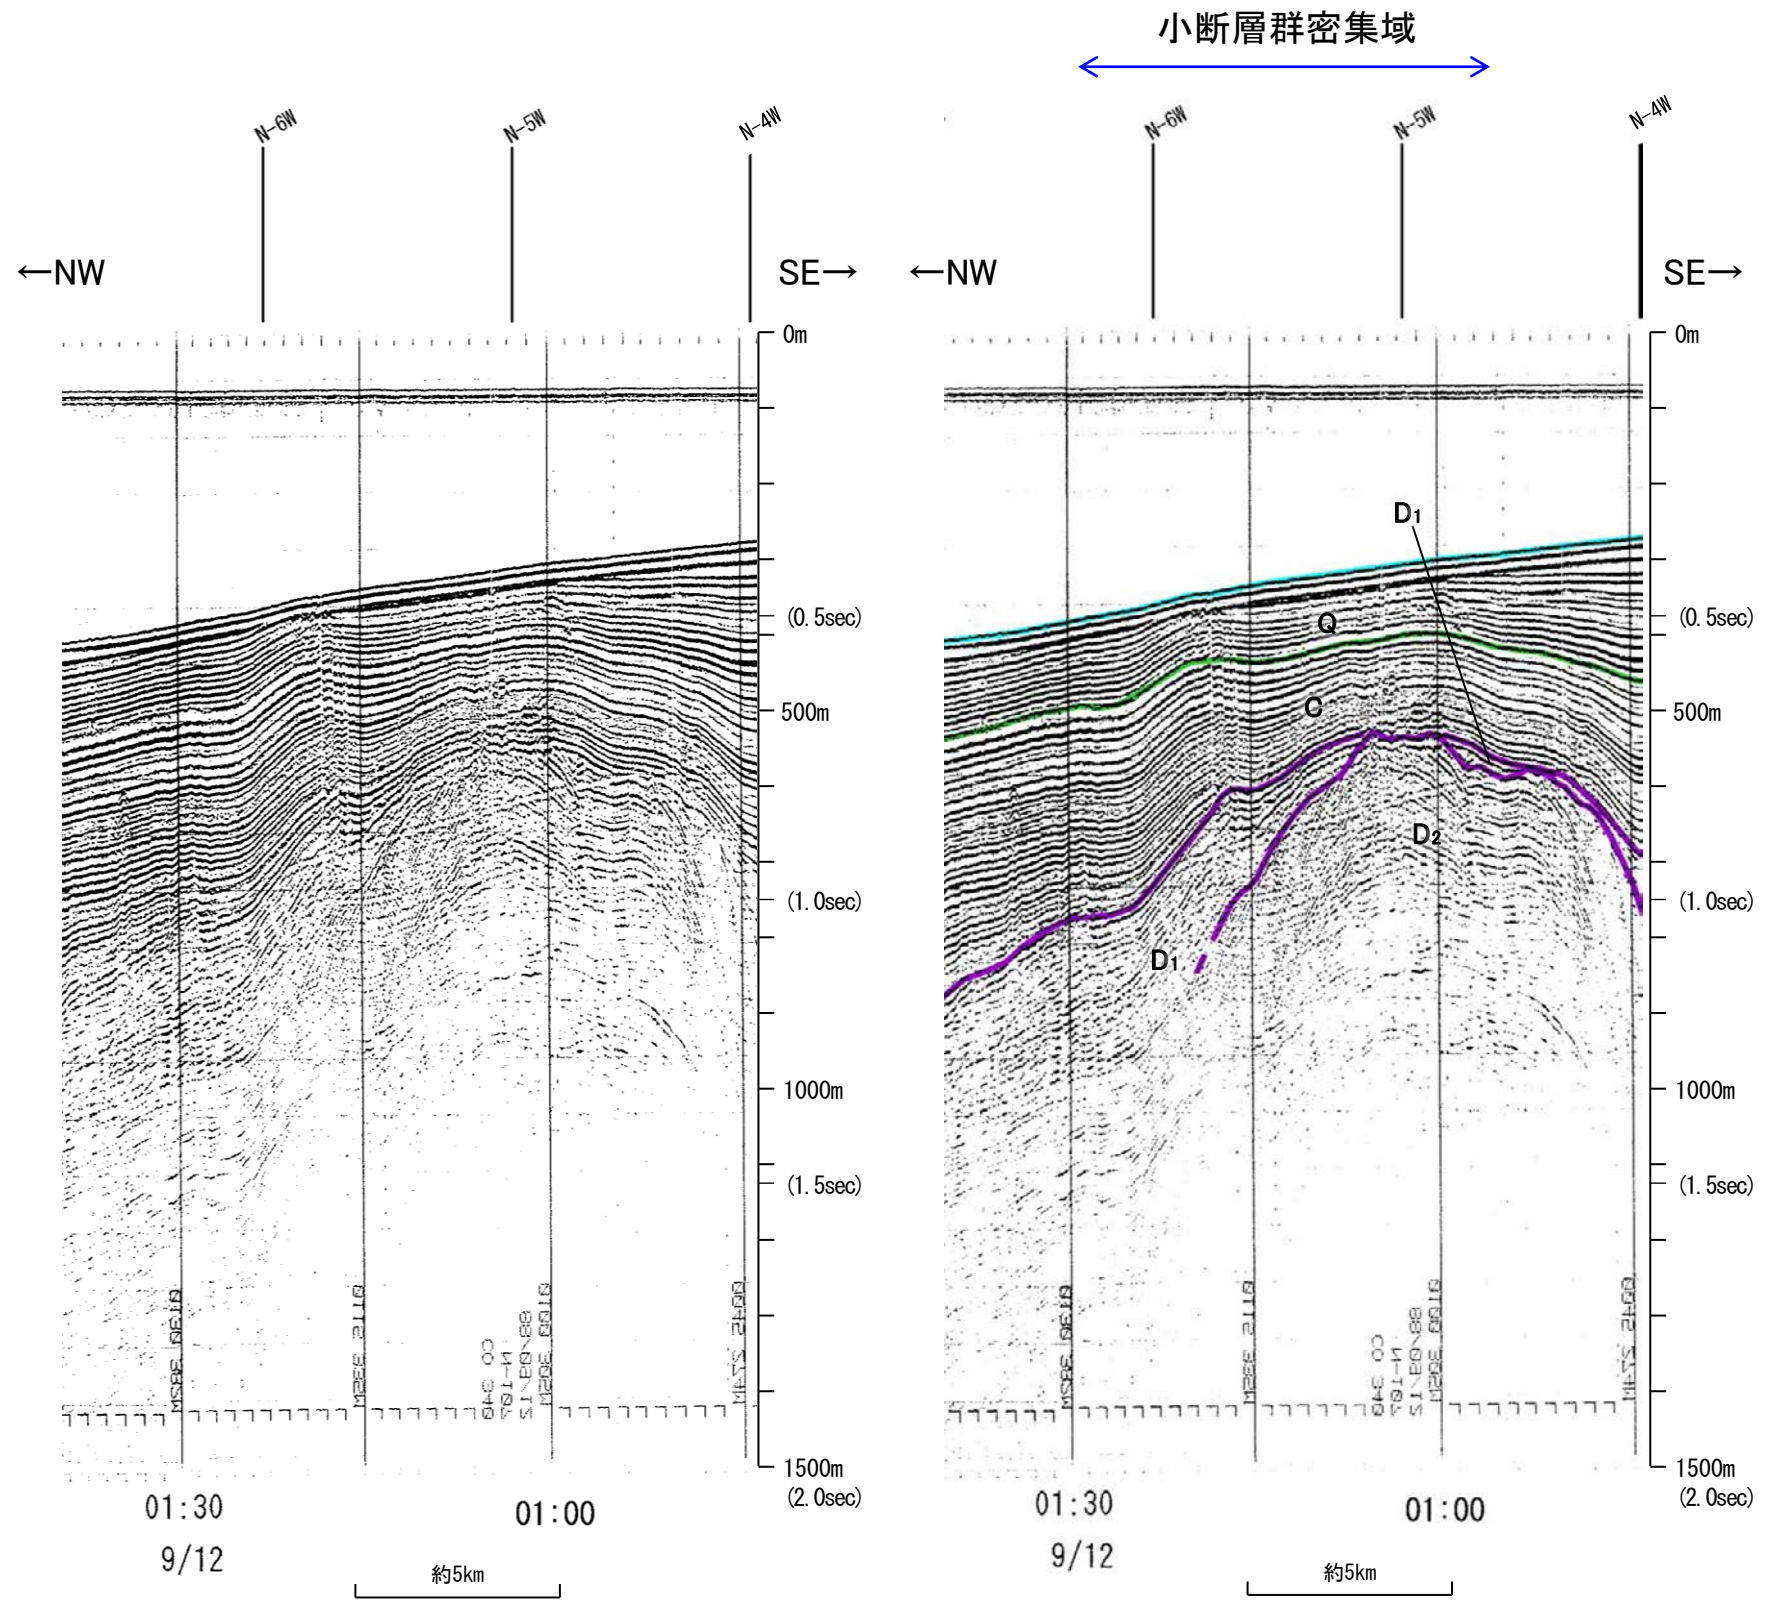 小断層群密集域
N-6W
N-5W
N-4W
←NW
SE→
0m
(0.5sec)
500m
(1.0sec)
1000m
(1.5sec)
1500m
(2.0sec)
01:30
01:00
9/12
約5km
N-6W
N-5W
N-4W
←NW
SE→
D1
Q
C
D2
D1
0m
(0.5sec)
500m
(1.0sec)
1000m
(1.5sec)
1500m
(2.0sec)
01:30
01:00
9/12
約5km